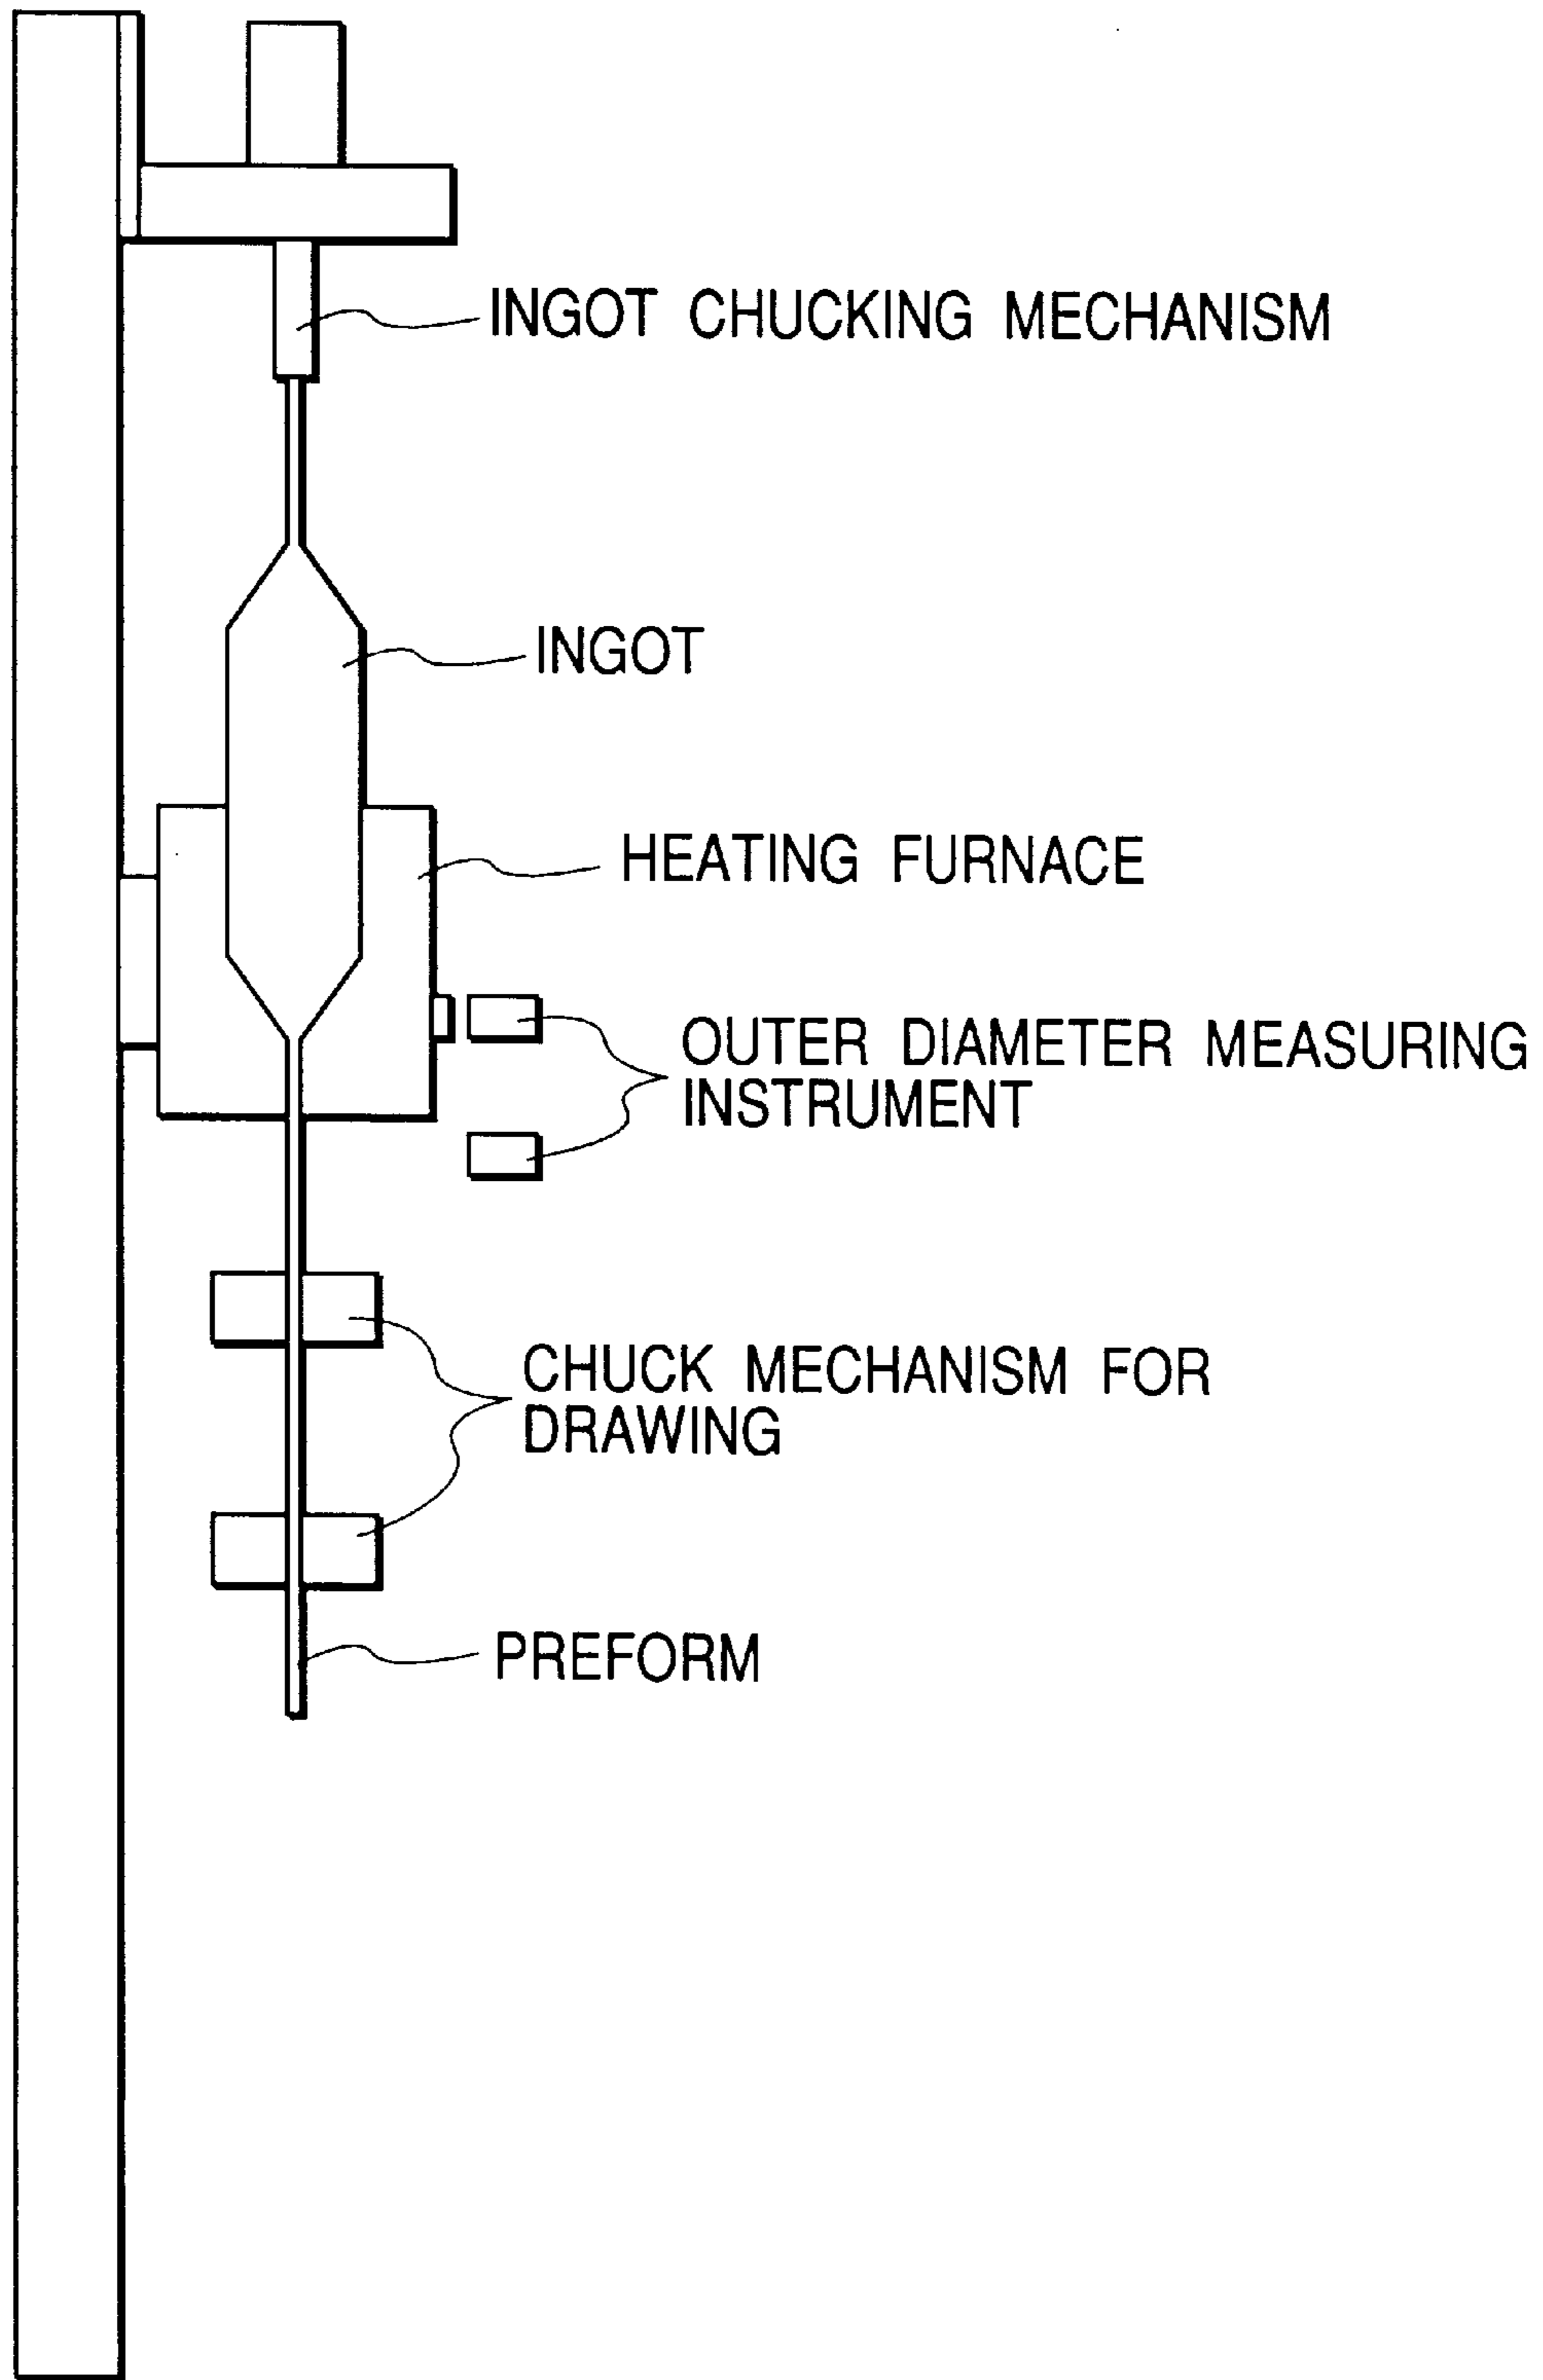 INGOT CHUCKING MECHANISM
INGOT
HEATING FURNACE
OUTER DIAMETER MEASURING
INSTRUMENT
CHUCK MECHANISM FOR
DRAWING
PREFORM